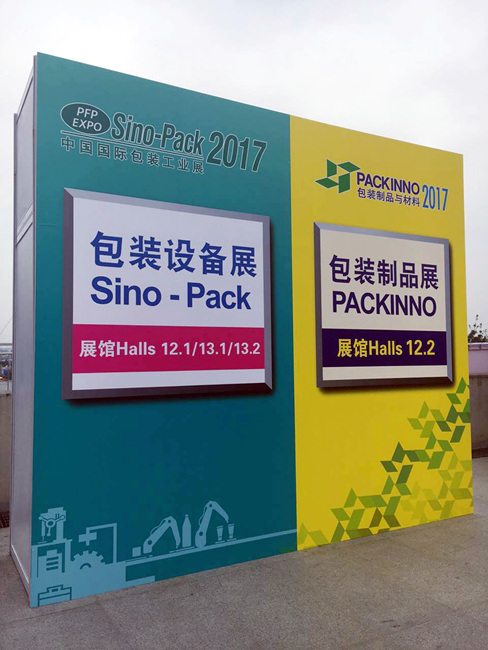 PFP
EXPO
Sino-Pack 2017
中国国际包装工业展
包装设备展
Sino - Pack
展馆Halls 12.1/13.1/13.2
PACKINNO
包装制品与材料 2017
包装制品展
PACKINNO
展馆Halls 12.2